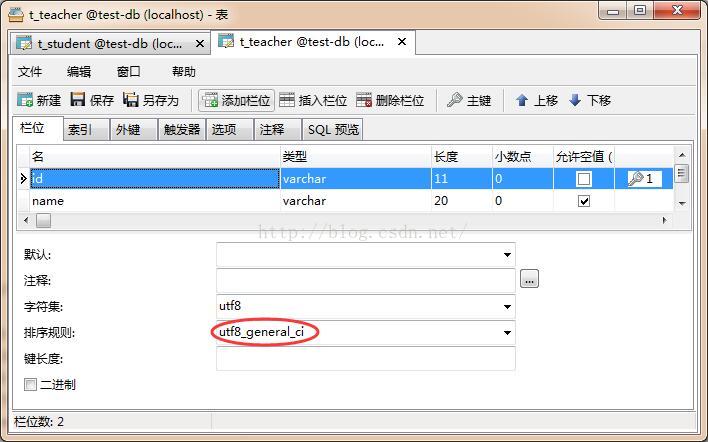 t_teacher @test-db (localhost) - 表
t_student @test-db (loc... t_teacher @test-db (loc...
文件 编辑 窗口 帮助
新建 保存 另存为 添加栏位 插入栏位 删除栏位 主键 上移 下移
栏位 索引 外键 触发器 选项 注释 SQL 预览
名 类型 长度 小数点 允许空值 (
id varchar 11 0 1
name varchar 20 0
http://blog.csdn.net/
默认:
注释: ...
字符集: utf8
排序规则: utf8_general_ci
键长度:
二进制
栏位数: 2